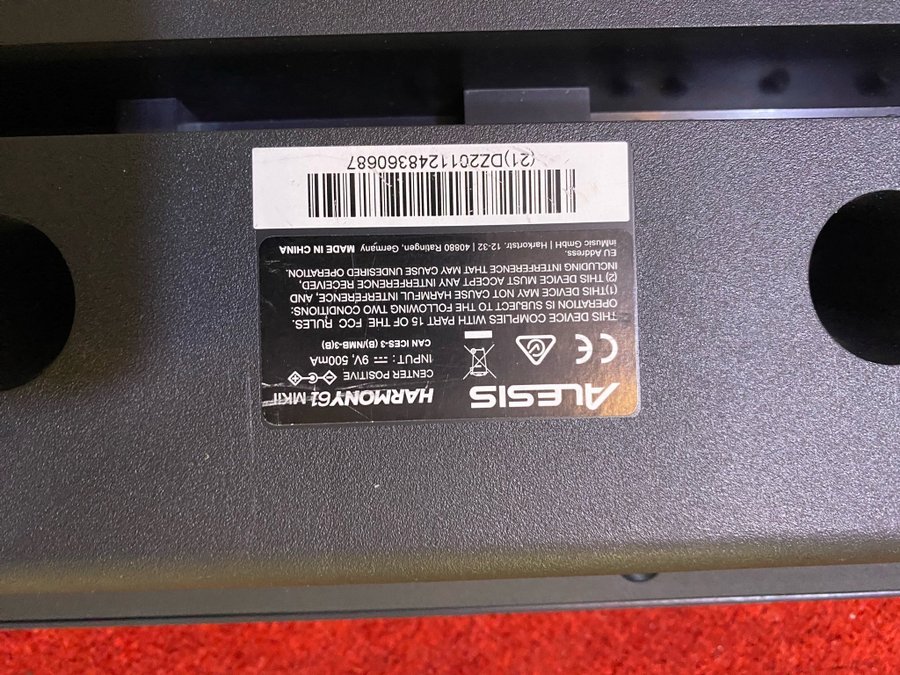 ALESIS
HARMONY61 MKII
CENTER POSITIVE
INPUT: 9V, 500mA
CAN ICES-3 (B)/NMB-3(B)
CE
THIS DEVICE COMPLIES WITH PART 15 OF THE FCC RULES.
OPERATION IS SUBJECT TO THE FOLLOWING TWO CONDITIONS:
(1)THIS DEVICE MAY NOT CAUSE HARMFUL INTERFERENCE, AND
(2) THIS DEVICE MUST ACCEPT ANY INTERFERENCE RECEIVED,
INCLUDING INTERFERENCE THAT MAY CAUSE UNDESIRED OPERATION.
EU Address.
inMusic GmbH | Harkortstr. 12-32 | 40880 Ratingen, Germany MADE IN CHINA
(21)DZ2011248360687